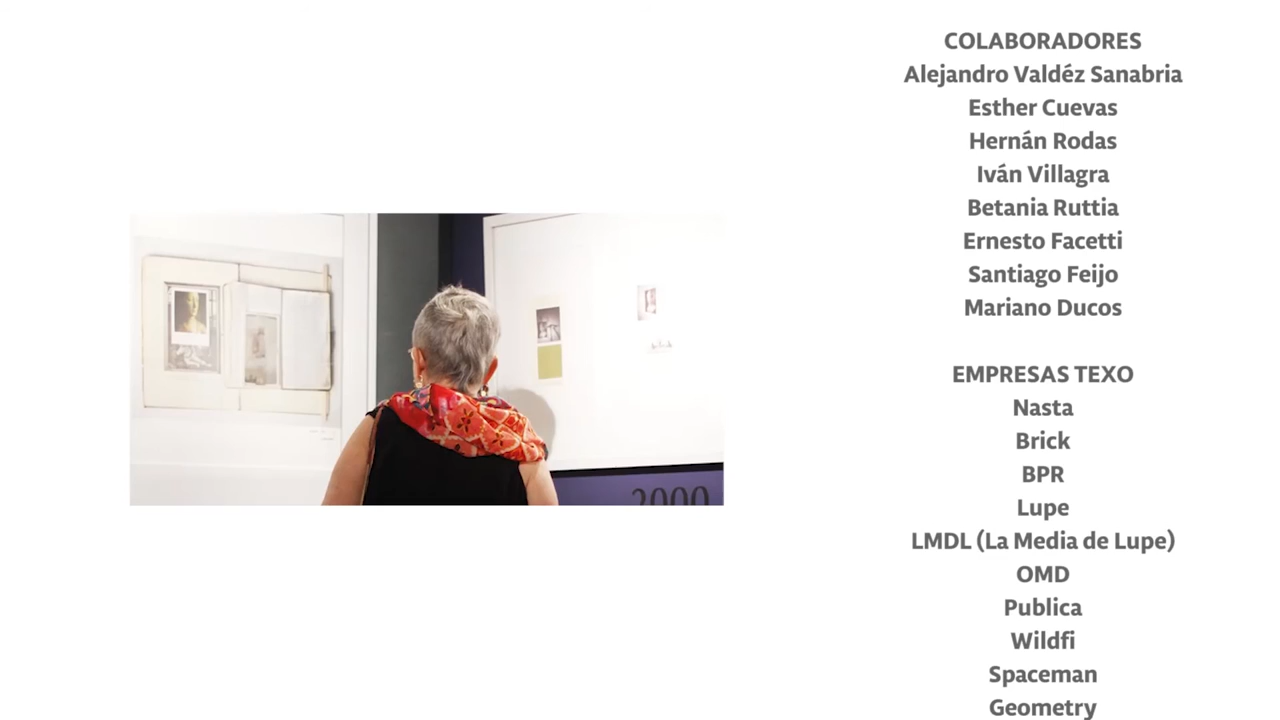 COLABORADORES
Alejandro Valdéz Sanabria
Esther Cuevas
Hernán Rodas
Iván Villagra
Betania Ruttia
Ernesto Facetti
Santiago Feijo
Mariano Ducos
EMPRESAS TEXO
Nasta
Brick
BPR
Lupe
LMDL (La Media de Lupe)
OMD
Publica
Wildfi
Spaceman
Geometry
2000